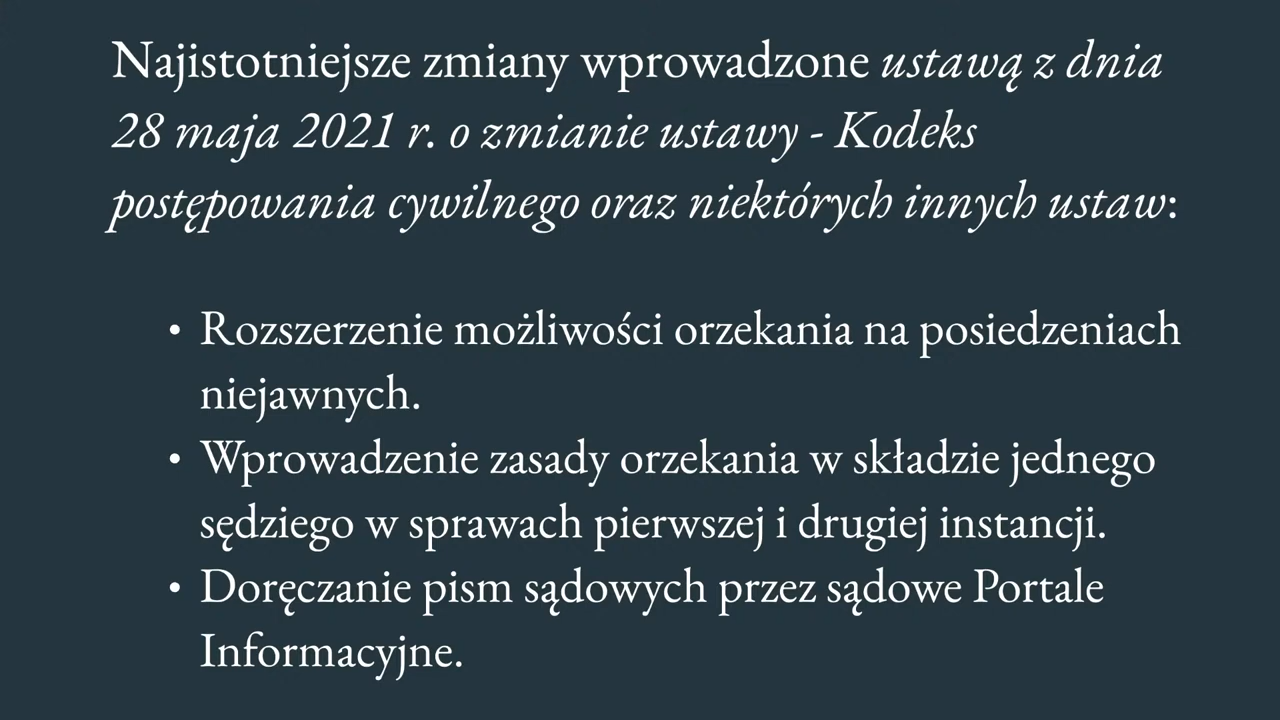 Najistotniejsze zmiany wprowadzone ustawą z dnia
28 maja 2021 r. o zmianie ustawy - Kodeks
postępowania cywilnego oraz niektórych innych ustaw:
• Rozszerzenie możliwości orzekania na posiedzeniach
niejawnych.
• Wprowadzenie zasady orzekania w składzie jednego
sędziego w sprawach pierwszej i drugiej instancji.
• Doręczanie pism sądowych przez sądowe Portale
Informacyjne.